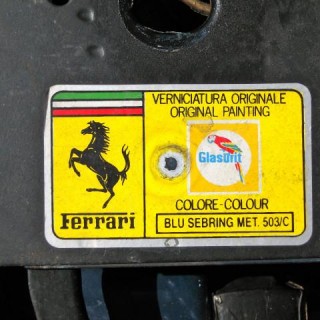 VERNICIATURA ORIGINALE
ORIGINAL PAINTING
Glasurit
COLORE-COLOUR
BLU SEBRING MET. 503/C
Ferrari